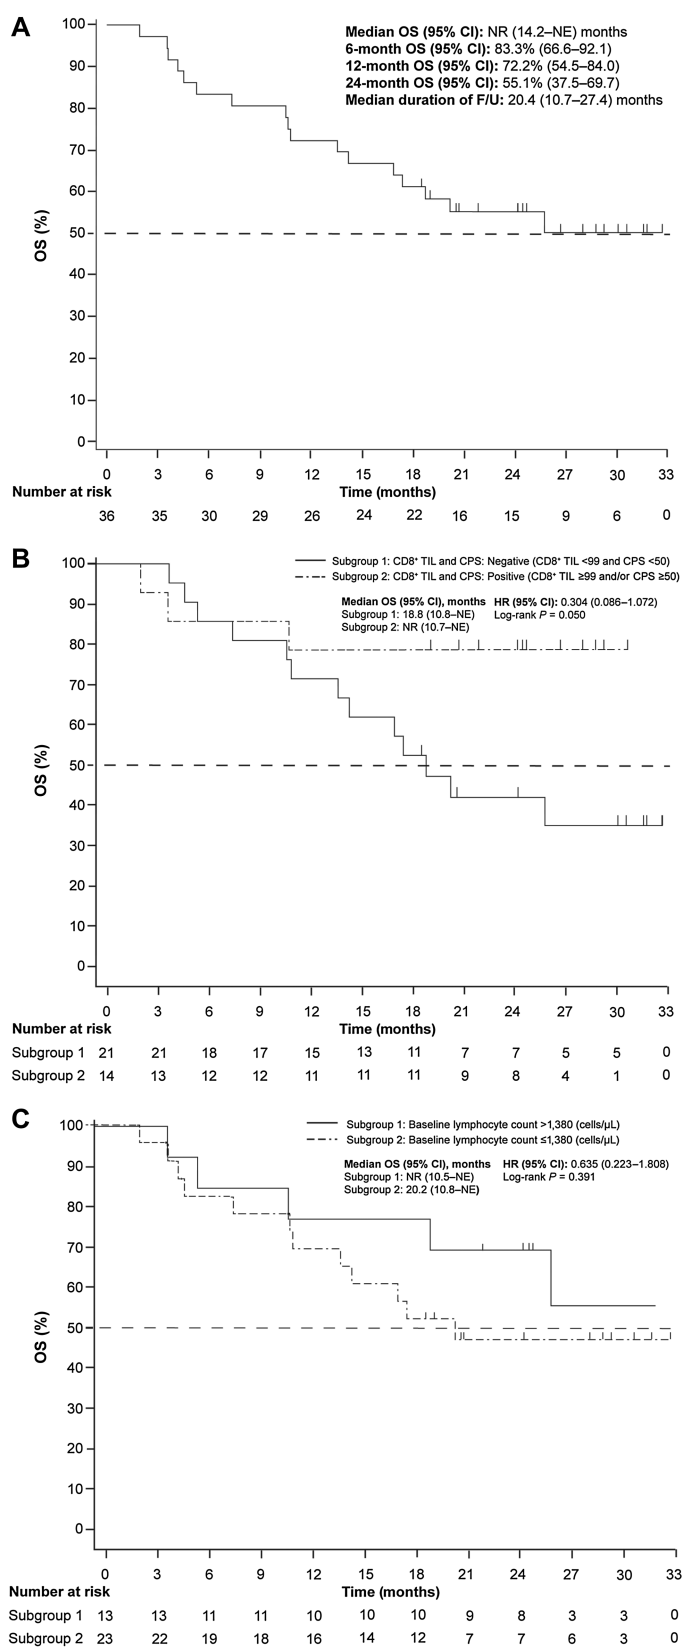 A
Median OS (95% CI): NR (14.2–NE) months
6-month OS (95% CI): 83.3% (66.6–92.1)
12-month OS (95% CI): 72.2% (54.5–84.0)
24-month OS (95% CI): 55.1% (37.5–69.7)
Median duration of F/U: 20.4 (10.7–27.4) months
100
90
80
70
60
50
40
30
20
10
0
OS (%)
0 3 6 9 12 15 18 21 24 27 30 33
Number at risk
Time (months)
36 35 30 29 26 24 22 16 15 9 6 0
B
Subgroup 1: CD8+ TIL and CPS: Negative (CD8+ TIL <99 and CPS <50)
Subgroup 2: CD8+ TIL and CPS: Positive (CD8+ TIL ≥99 and/or CPS ≥50)
Median OS (95% CI), months HR (95% CI): 0.304 (0.086–1.072)
Subgroup 1: 18.8 (10.8–NE) Log-rank P = 0.050
Subgroup 2: NR (10.7–NE)
100
90
80
70
60
50
40
30
20
10
0
OS (%)
0 3 6 9 12 15 18 21 24 27 30 33
Number at risk
Time (months)
Subgroup 1 21 21 18 17 15 13 11 7 7 5 5 0
Subgroup 2 14 13 12 12 11 11 11 9 8 4 1 0
C
Subgroup 1: Baseline lymphocyte count >1,380 (cells/µL)
Subgroup 2: Baseline lymphocyte count ≤1,380 (cells/µL)
Median OS (95% CI), months HR (95% CI): 0.635 (0.223–1.808)
Subgroup 1: NR (10.5–NE) Log-rank P = 0.391
Subgroup 2: 20.2 (10.8–NE)
100
90
80
70
60
50
40
30
20
10
0
OS (%)
0 3 6 9 12 15 18 21 24 27 30 33
Number at risk
Time (months)
Subgroup 1 13 13 11 11 10 10 10 9 8 3 3 0
Subgroup 2 23 22 19 18 16 14 12 7 7 6 3 0